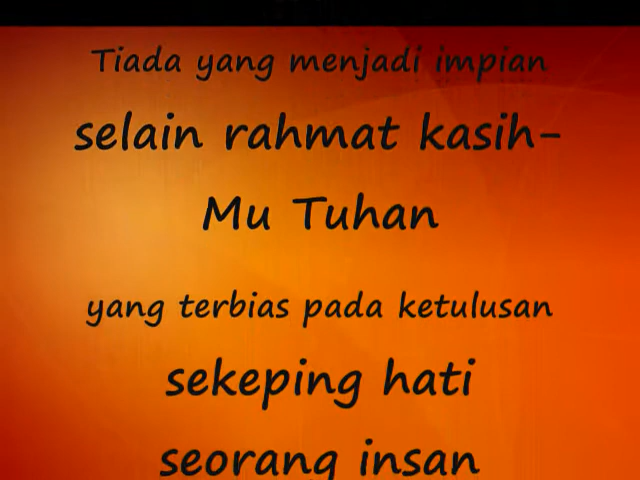 Tiada yang menjadi impian
selain rahmat kasih-
Mu Tuhan
yang terbias pada ketulusan
sekeping hati
seorang insan